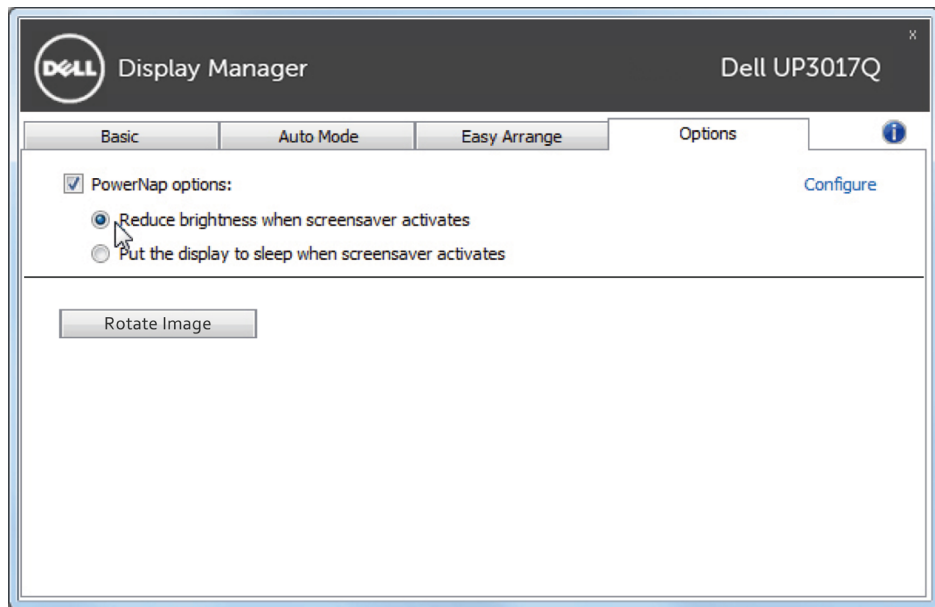 x
DELL Display Manager Dell UP3017Q
Basic Auto Mode Easy Arrange Options i
PowerNap options: Configure
Reduce brightness when screensaver activates
Put the display to sleep when screensaver activates
Rotate Image